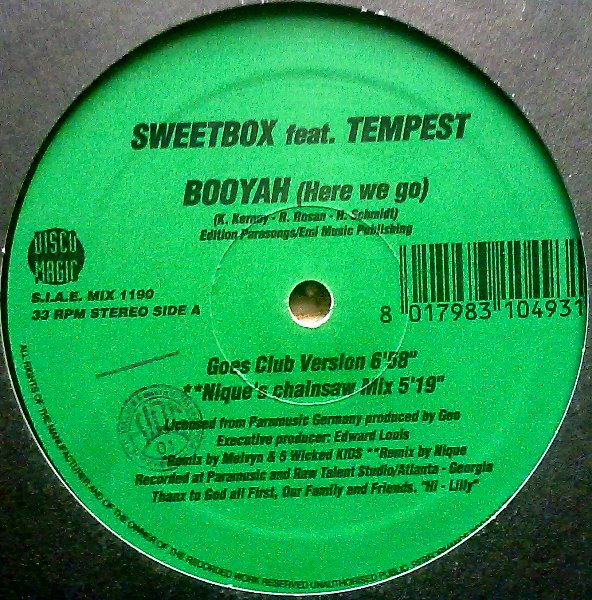 SWEETBOX feat. TEMPEST
BOOYAH (Here we go)
(K. Karnay - R. Rosan - H. Schmidt)
Edition Parasongs/Emi Music Publishing
DISCO
MAGIC
S.I.A.E. MIX 1190
33 RPM STEREO SIDE A
8 017983 104931
Goes Club Version 6'58"
**Nique's chainsaw Mix 5'19"
Licensed from Paramusic Germany produced by Geo
Executive producer: Edward Louis
*Remix by Melvyn & 6 Wicked KIDS **Remix by Nique
Recorded at Paramusic and Raw Talent Studio/Atlanta - Georgia
Thanx to God all First, Our Family and Friends. "Hi - Lilly"
ALL RIGHTS OF THE MANUFACTURER AND OF THE OWNER OF THE RECORDED WORK RESERVED UNAUTHORISED PUBLIC